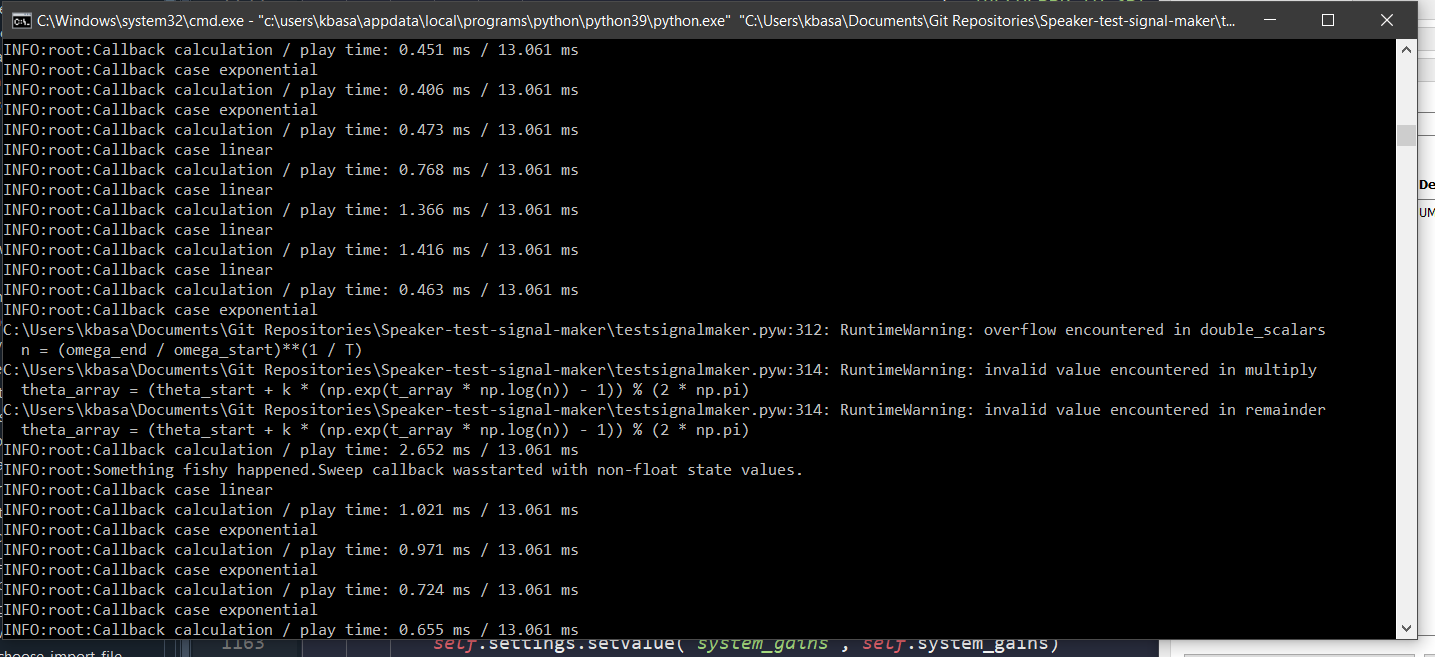 C:\Windows\system32\cmd.exe - "c:\users\kbasa\appdata\local\programs\python\python39\python.exe"  "C:\Users\kbasa\Documents\Git Repositories\Speaker-test-signal-maker\t...
INFO:root:Callback calculation / play time: 0.451 ms / 13.061 ms
INFO:root:Callback case exponential
INFO:root:Callback calculation / play time: 0.406 ms / 13.061 ms
INFO:root:Callback case exponential
INFO:root:Callback calculation / play time: 0.473 ms / 13.061 ms
INFO:root:Callback case linear
INFO:root:Callback calculation / play time: 0.768 ms / 13.061 ms
INFO:root:Callback case linear
INFO:root:Callback calculation / play time: 1.366 ms / 13.061 ms
INFO:root:Callback case linear
INFO:root:Callback calculation / play time: 1.416 ms / 13.061 ms
INFO:root:Callback case linear
INFO:root:Callback calculation / play time: 0.463 ms / 13.061 ms
INFO:root:Callback case exponential
C:\Users\kbasa\Documents\Git Repositories\Speaker-test-signal-maker\testsignalmaker.pyw:312: RuntimeWarning: overflow encountered in double_scalars
  n = (omega_end / omega_start)**(1 / T)
C:\Users\kbasa\Documents\Git Repositories\Speaker-test-signal-maker\testsignalmaker.pyw:314: RuntimeWarning: invalid value encountered in multiply
  theta_array = (theta_start + k * (np.exp(t_array * np.log(n)) - 1)) % (2 * np.pi)
C:\Users\kbasa\Documents\Git Repositories\Speaker-test-signal-maker\testsignalmaker.pyw:314: RuntimeWarning: invalid value encountered in remainder
  theta_array = (theta_start + k * (np.exp(t_array * np.log(n)) - 1)) % (2 * np.pi)
INFO:root:Callback calculation / play time: 2.652 ms / 13.061 ms
INFO:root:Something fishy happened.Sweep callback wasstarted with non-float state values.
INFO:root:Callback case linear
INFO:root:Callback calculation / play time: 1.021 ms / 13.061 ms
INFO:root:Callback case exponential
INFO:root:Callback calculation / play time: 0.971 ms / 13.061 ms
INFO:root:Callback case exponential
INFO:root:Callback calculation / play time: 0.724 ms / 13.061 ms
INFO:root:Callback case exponential
INFO:root:Callback calculation / play time: 0.655 ms / 13.061 ms
De
UM
1163 self.settings.setValue("system_gains", self.system_gains)
choose_import_file